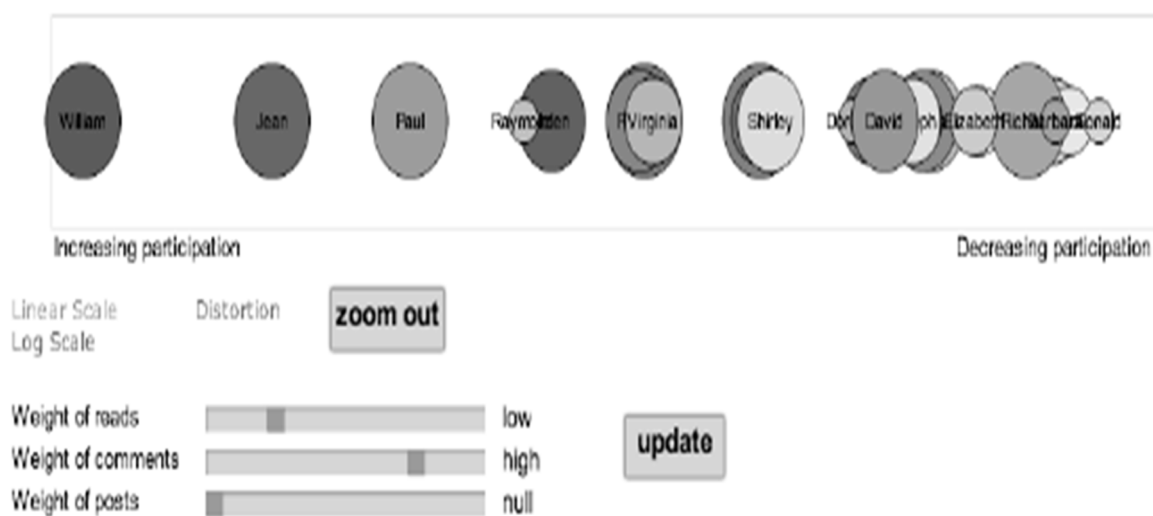 William Jean Paul Virginia Shirley David
Increasing participation Decreasing participation
Linear Scale Distortion zoom out
Log Scale
Weight of reads low
Weight of comments high update
Weight of posts null